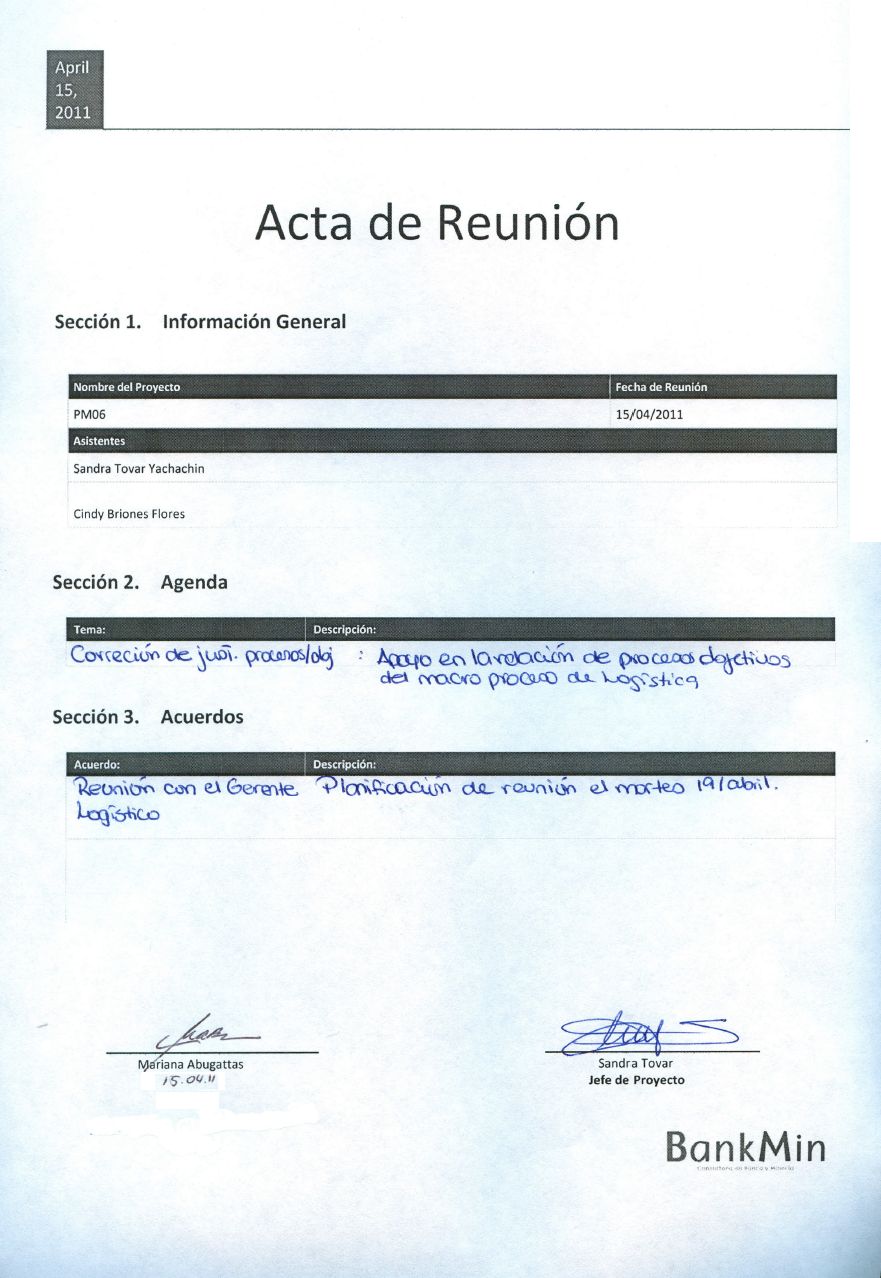 April
15,
2011
Acta de Reunión
Sección 1. Información General
Nombre del Proyecto Fecha de Reunión
PM06 15/04/2011
Asistentes
Sandra Tovar Yachachin
Cindy Briones Flores
Sección 2. Agenda
Tema: Descripción:
Correción de just. procesos/obj : Apoyo en la relación de procesos objetivos
del macro proceso de Logística
Sección 3. Acuerdos
Acuerdo: Descripción:
Reunión con el Gerente Planificación de reunión el martes 19/abril.
Logístico
Mariana Abugattas
15.04.11
Sandra Tovar
Jefe de Proyecto
BankMin